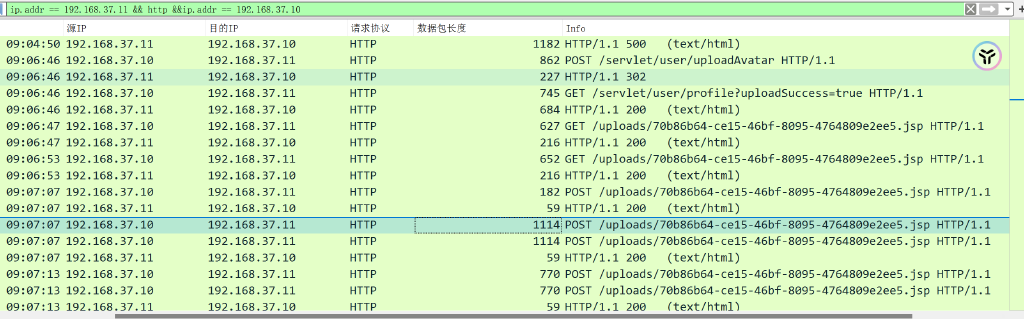 ip.addr == 192.168.37.11 && http &&ip.addr == 192.168.37.10
源IP 目的IP 请求协议 数据包长度 Info
09:04:50 192.168.37.11 192.168.37.10 HTTP 1182 HTTP/1.1 500 (text/html)
09:06:46 192.168.37.10 192.168.37.11 HTTP 862 POST /servlet/user/uploadAvatar HTTP/1.1
09:06:46 192.168.37.11 192.168.37.10 HTTP 227 HTTP/1.1 302
09:06:46 192.168.37.10 192.168.37.11 HTTP 745 GET /servlet/user/profile?uploadSuccess=true HTTP/1.1
09:06:46 192.168.37.11 192.168.37.10 HTTP 684 HTTP/1.1 200 (text/html)
09:06:47 192.168.37.10 192.168.37.11 HTTP 627 GET /uploads/70b86b64-ce15-46bf-8095-4764809e2ee5.jsp HTTP/1.1
09:06:47 192.168.37.11 192.168.37.10 HTTP 216 HTTP/1.1 200 (text/html)
09:06:53 192.168.37.10 192.168.37.11 HTTP 652 GET /uploads/70b86b64-ce15-46bf-8095-4764809e2ee5.jsp HTTP/1.1
09:06:53 192.168.37.11 192.168.37.10 HTTP 216 HTTP/1.1 200 (text/html)
09:07:07 192.168.37.10 192.168.37.11 HTTP 182 POST /uploads/70b86b64-ce15-46bf-8095-4764809e2ee5.jsp HTTP/1.1
09:07:07 192.168.37.11 192.168.37.10 HTTP 59 HTTP/1.1 200 (text/html)
09:07:07 192.168.37.10 192.168.37.11 HTTP 1114 POST /uploads/70b86b64-ce15-46bf-8095-4764809e2ee5.jsp HTTP/1.1
09:07:07 192.168.37.10 192.168.37.11 HTTP 1114 POST /uploads/70b86b64-ce15-46bf-8095-4764809e2ee5.jsp HTTP/1.1
09:07:07 192.168.37.11 192.168.37.10 HTTP 59 HTTP/1.1 200 (text/html)
09:07:13 192.168.37.10 192.168.37.11 HTTP 770 POST /uploads/70b86b64-ce15-46bf-8095-4764809e2ee5.jsp HTTP/1.1
09:07:13 192.168.37.10 192.168.37.11 HTTP 770 POST /uploads/70b86b64-ce15-46bf-8095-4764809e2ee5.jsp HTTP/1.1
09:07:13 192.168.37.11 192.168.37.10 HTTP 59 HTTP/1.1 200 (text/html)